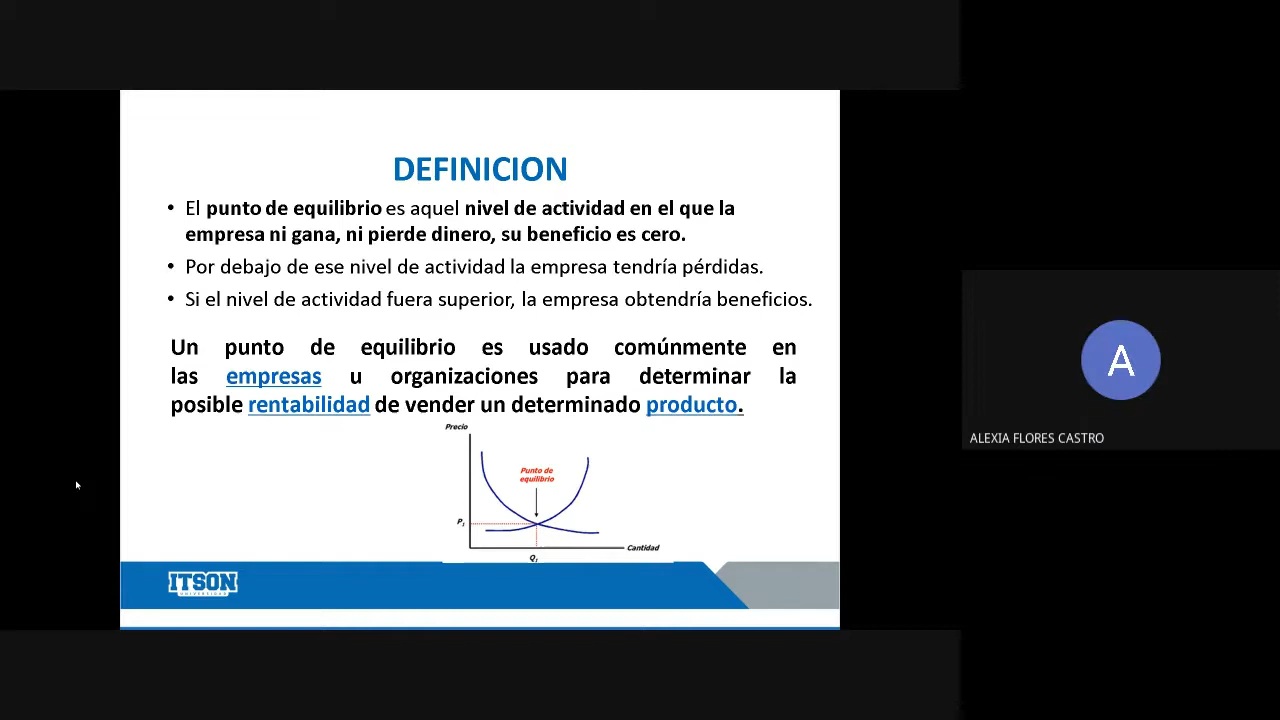 DEFINICION
• El punto de equilibrio es aquel nivel de actividad en el que la
empresa ni gana, ni pierde dinero, su beneficio es cero.
• Por debajo de ese nivel de actividad la empresa tendría pérdidas.
• Si el nivel de actividad fuera superior, la empresa obtendría beneficios.
Un punto de equilibrio es usado comúnmente en
las empresas u organizaciones para determinar la
posible rentabilidad de vender un determinado producto.
Precio
Punto de
equilibrio
P1
Cantidad
Q1
ITSON
UNIVERSIDAD
A
ALEXIA FLORES CASTRO